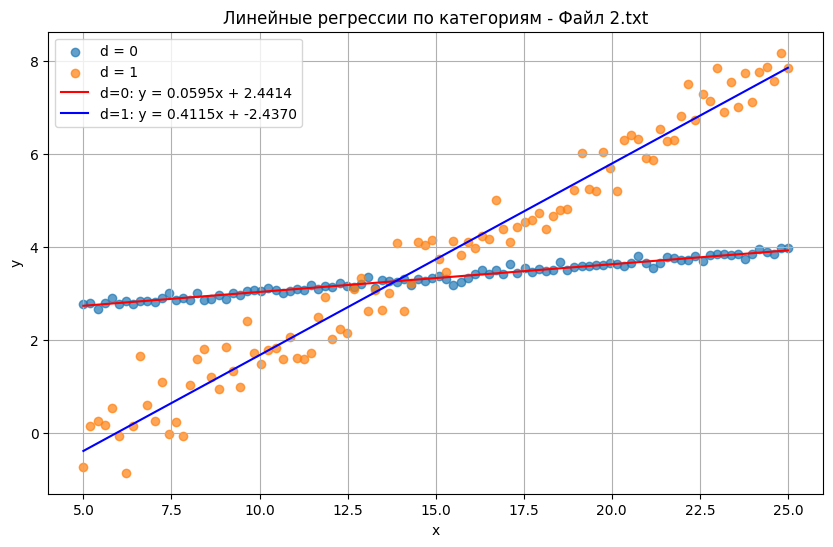 Линейные регрессии по категориям - Файл 2.txt
d = 0
d = 1
d=0: y = 0.0595x + 2.4414
d=1: y = 0.4115x + -2.4370
8
6
4
2
0
y
5.0 7.5 10.0 12.5 15.0 17.5 20.0 22.5 25.0
x